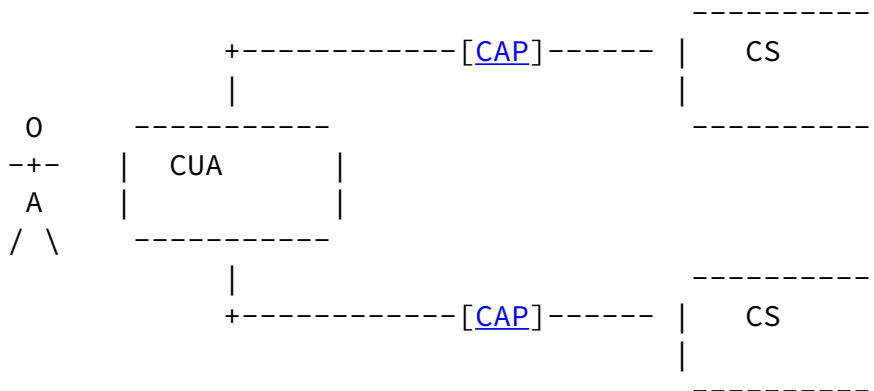 ----------
+------------[CAP]------ |   CS
|                        |
O     -----------        ----------
-+-   |  CUA      |
A    |           |
/ \    -----------
|                        ----------
+------------[CAP]------ |   CS
|
----------